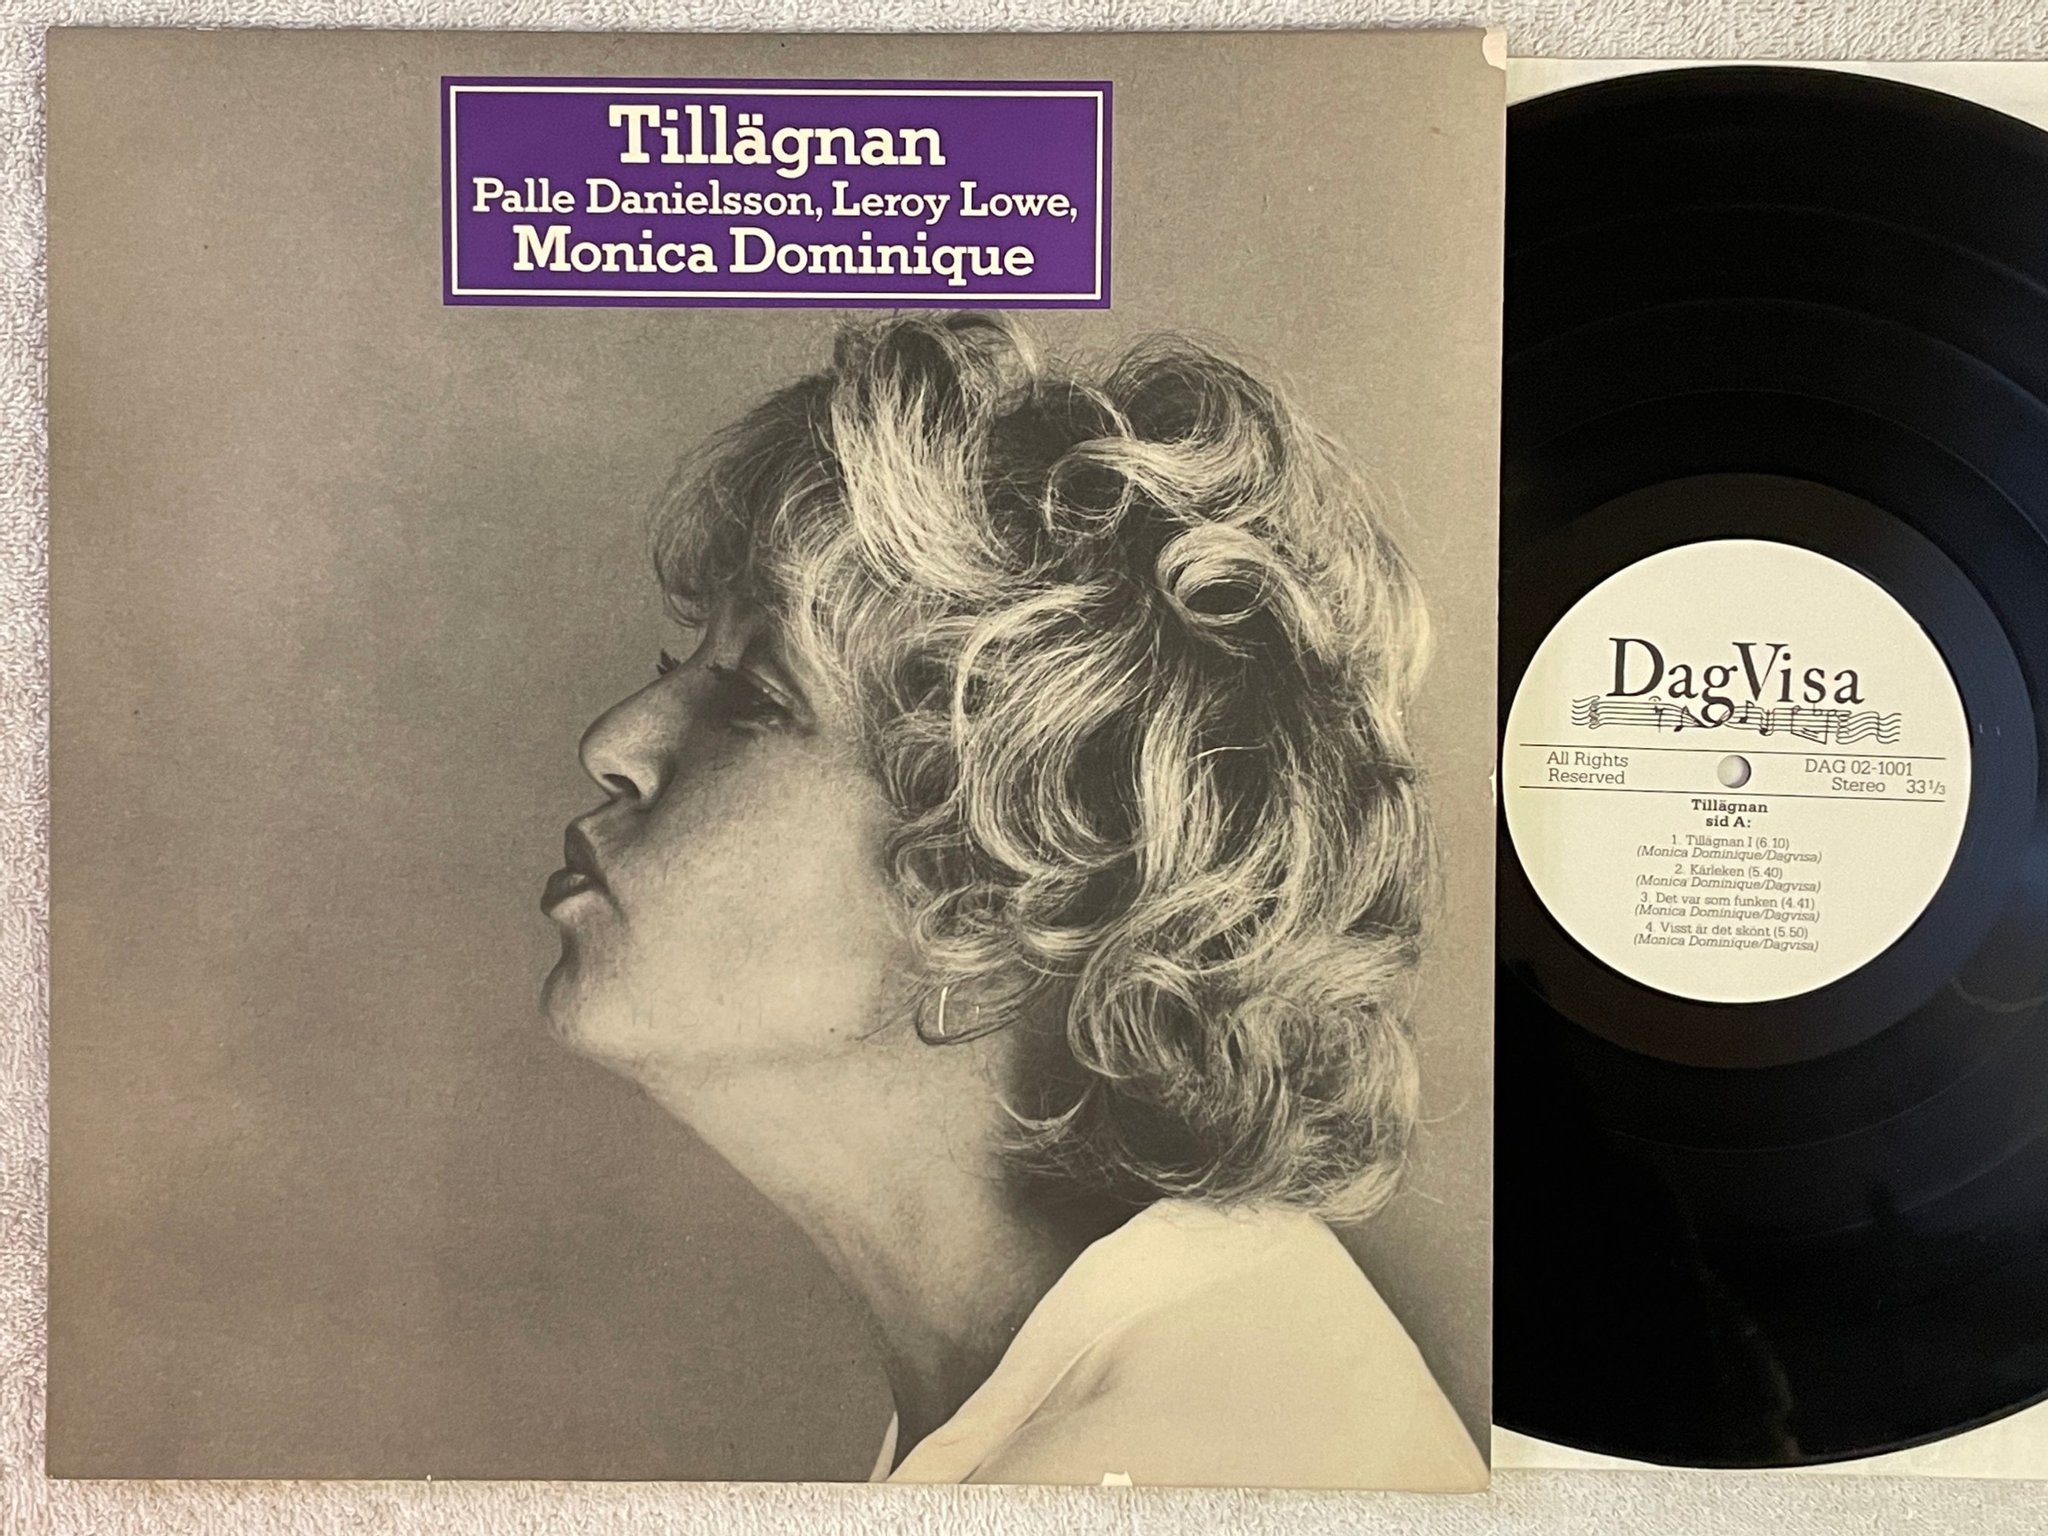 Tillägnan
Palle Danielsson, Leroy Lowe,
Monica Dominique
DagVisa
All Rights
Reserved
DAG 02-1001
Stereo 33 1/3
Tillägnan
sid A:
1. Tillägnan I (6.10)
(Monica Dominique/Dagvisa)
2. Kärleken (5.40)
(Monica Dominique/Dagvisa)
3. Det var som funken (4.41)
(Monica Dominique/Dagvisa)
4. Visst är det skönt (5.50)
(Monica Dominique/Dagvisa)